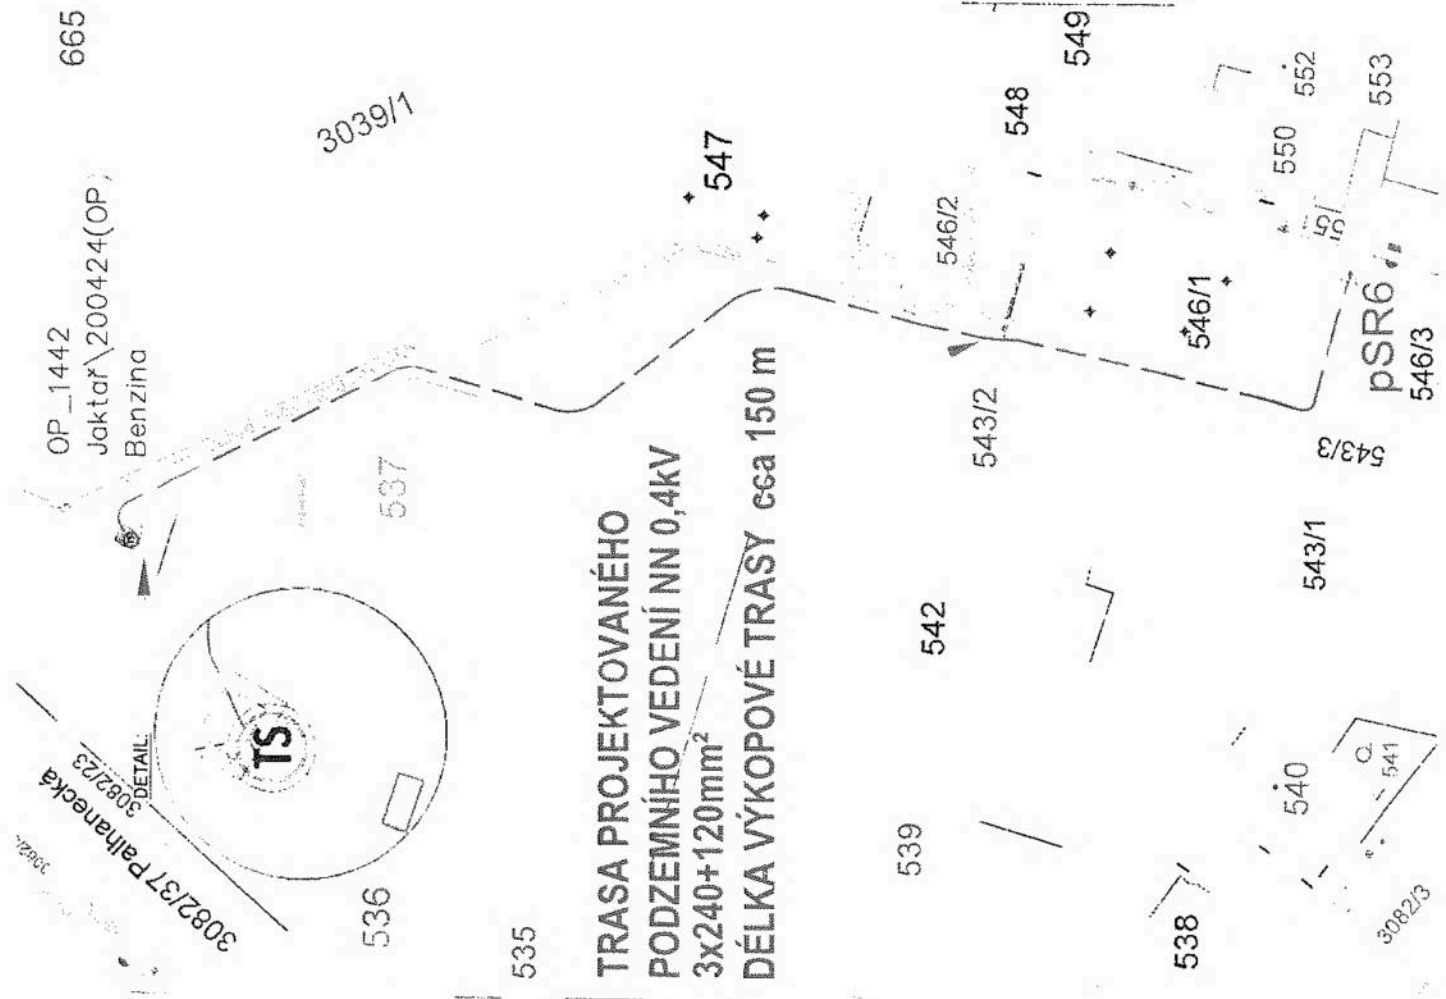 665
OP_1442
Jaktař\200424(OP
Benzina
3039/1
547
549
548
552
553
550
551
546/2
546/1
pSR6
546/3
543/2
543/3
543/1
537
DETAIL:
TS
3082/23
3082/37 Palhanecká
536
535
TRASA PROJEKTOVANÉHO
PODZEMNÍHO VEDENÍ NN 0,4kV
3x240+120mm²
DÉLKA VÝKOPOVÉ TRASY cca 150 m
542
539
538
540
541
3082/3